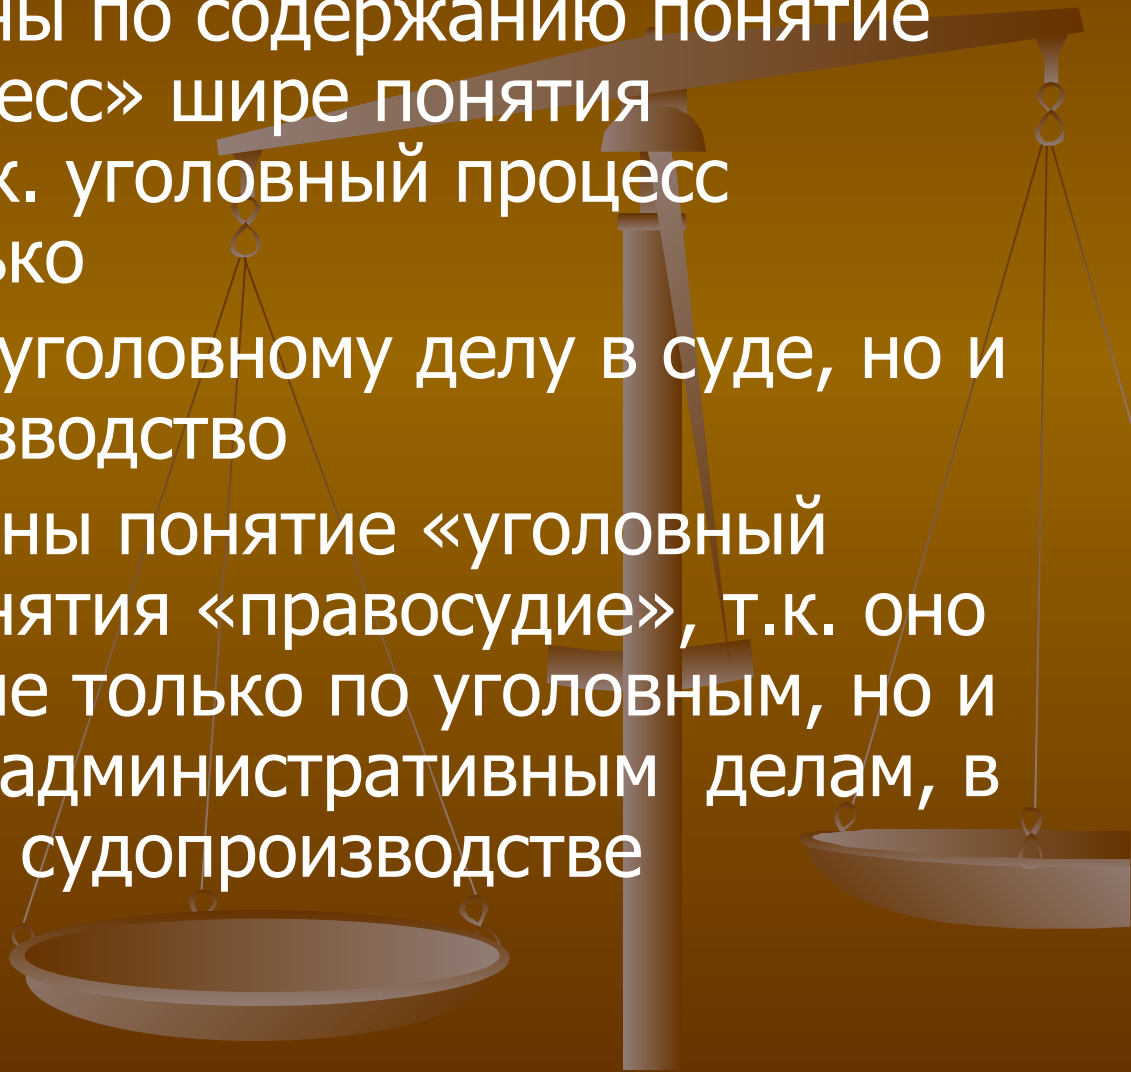 ны по содержанию понятие
есс» шире понятия
к. уголовный процесс
ько
уголовному делу в суде, но и
зводство
ны понятие «уголовный
нятия «правосудие», т.к. оно
не только по уголовным, но и
административным делам, в
судопроизводстве